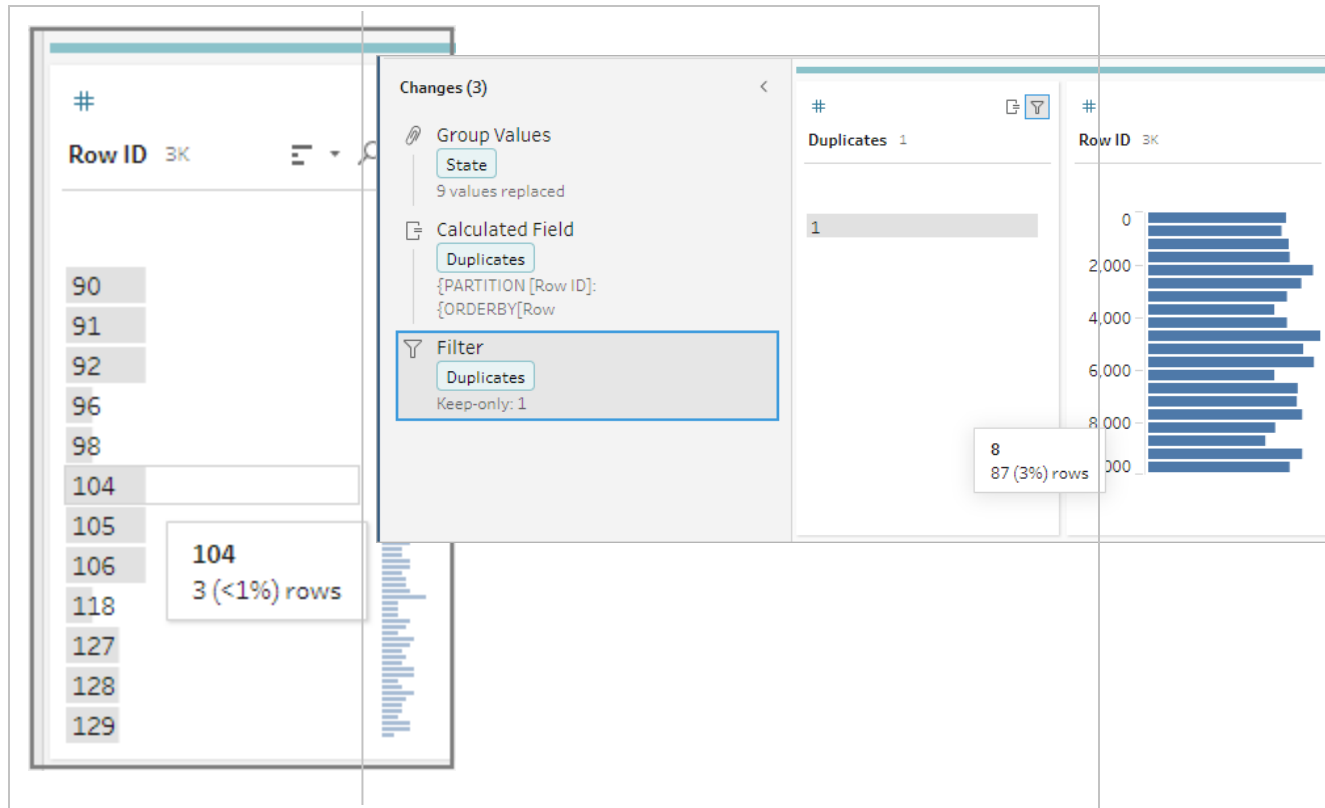 #
Row ID 3K
90
91
92
96
98
104
105
106
118
127
128
129
104
3 (<1%) rows
Changes (3)
Group Values
State
9 values replaced
Calculated Field
Duplicates
{PARTITION [Row ID]:
{ORDERBY[Row
Filter
Duplicates
Keep-only: 1
#
Duplicates 1
1
#
Row ID 3K
0
2,000
4,000
6,000
8,000
000
8
87 (3%) rows